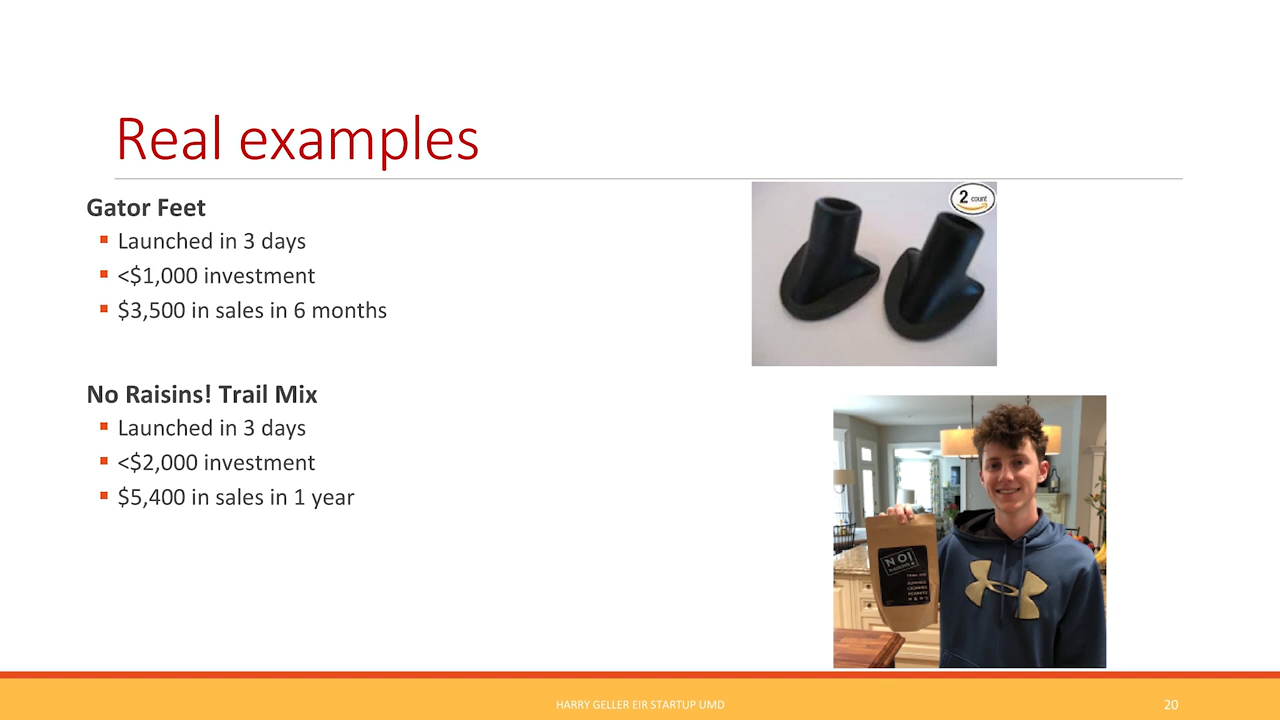 Real examples
Gator Feet
Launched in 3 days
<$1,000 investment
$3,500 in sales in 6 months
2 count
No Raisins! Trail Mix
Launched in 3 days
<$2,000 investment
$5,400 in sales in 1 year
NO!
HARRY GELLER EIR STARTUP UMD
20